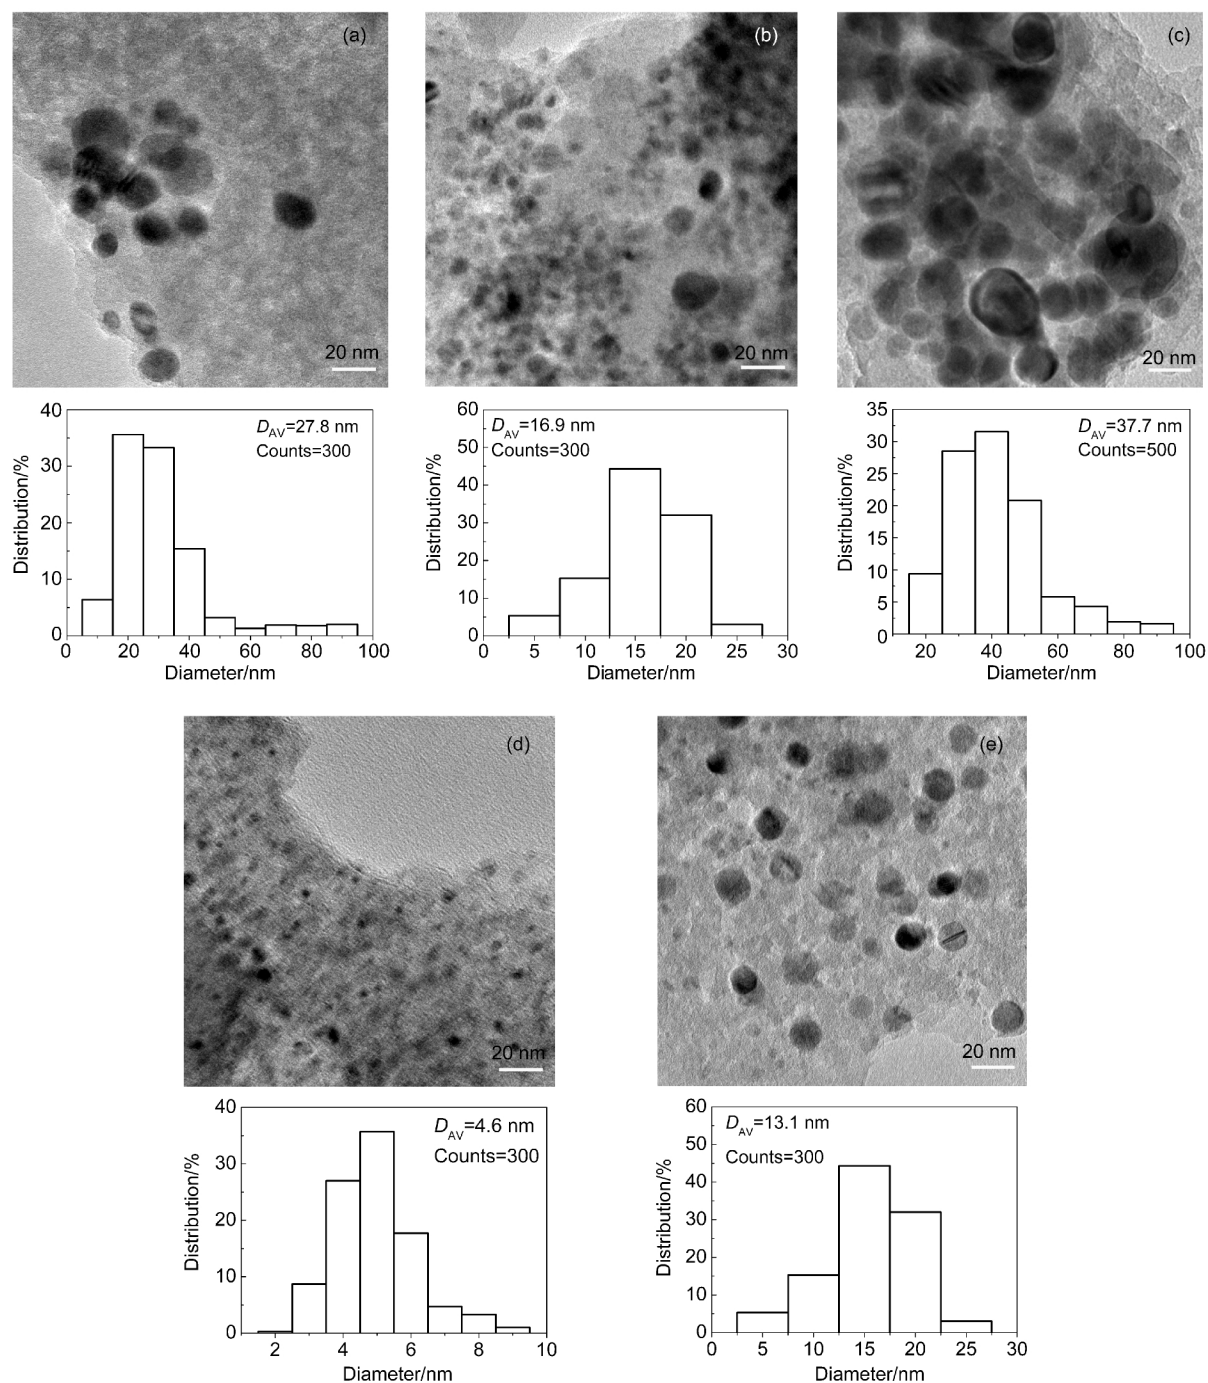 (a)
(b)
(c)
20 nm
20 nm
20 nm
40
30
20
10
0
Distribution/%
D_AV=27.8 nm
Counts=300
0 20 40 60 80 100
Diameter/nm
60
50
40
30
20
10
0
Distribution/%
D_AV=16.9 nm
Counts=300
0 5 10 15 20 25 30
Diameter/nm
35
30
25
20
15
10
5
0
Distribution/%
D_AV=37.7 nm
Counts=500
20 40 60 80 100
Diameter/nm
(d)
(e)
20 nm
20 nm
40
30
20
10
0
Distribution/%
D_AV=4.6 nm
Counts=300
2 4 6 8 10
Diameter/nm
60
50
40
30
20
10
0
Distribution/%
D_AV=13.1 nm
Counts=300
0 5 10 15 20 25 30
Diameter/nm